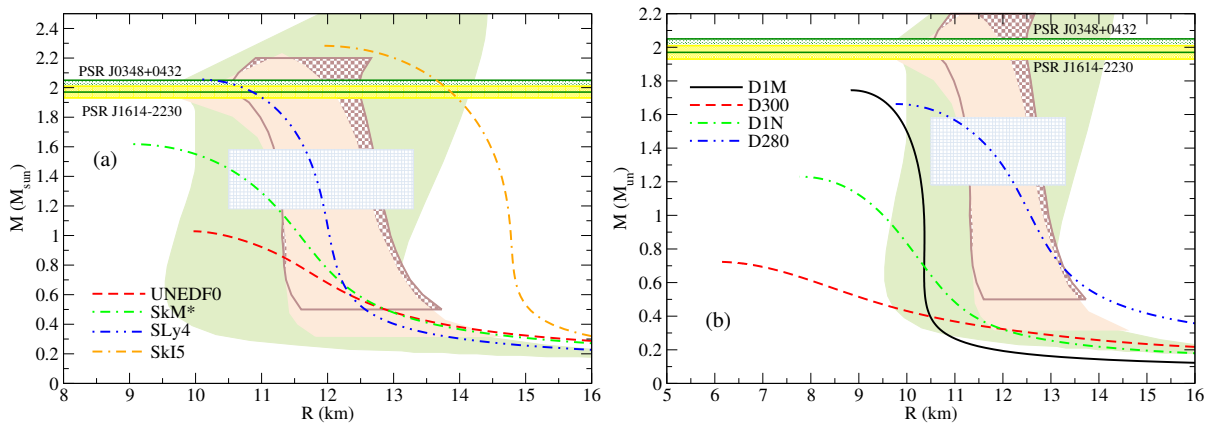 2.4
2.2
2
1.8
1.6
1.4
1.2
1
0.8
0.6
0.4
0.2
0
M (M_sun)
PSR J0348+0432
PSR J1614-2230
(a)
UNEDF0
SkM*
SLy4
SkI5
8 9 10 11 12 13 14 15 16
R (km)
2.2
2
1.8
1.6
1.4
1.2
1
0.8
0.6
0.4
0.2
0
M (M_un)
PSR J0348+0432
PSR J1614-2230
D1M
D300
D1N
D280
(b)
5 6 7 8 9 10 11 12 13 14 15 16
R (km)